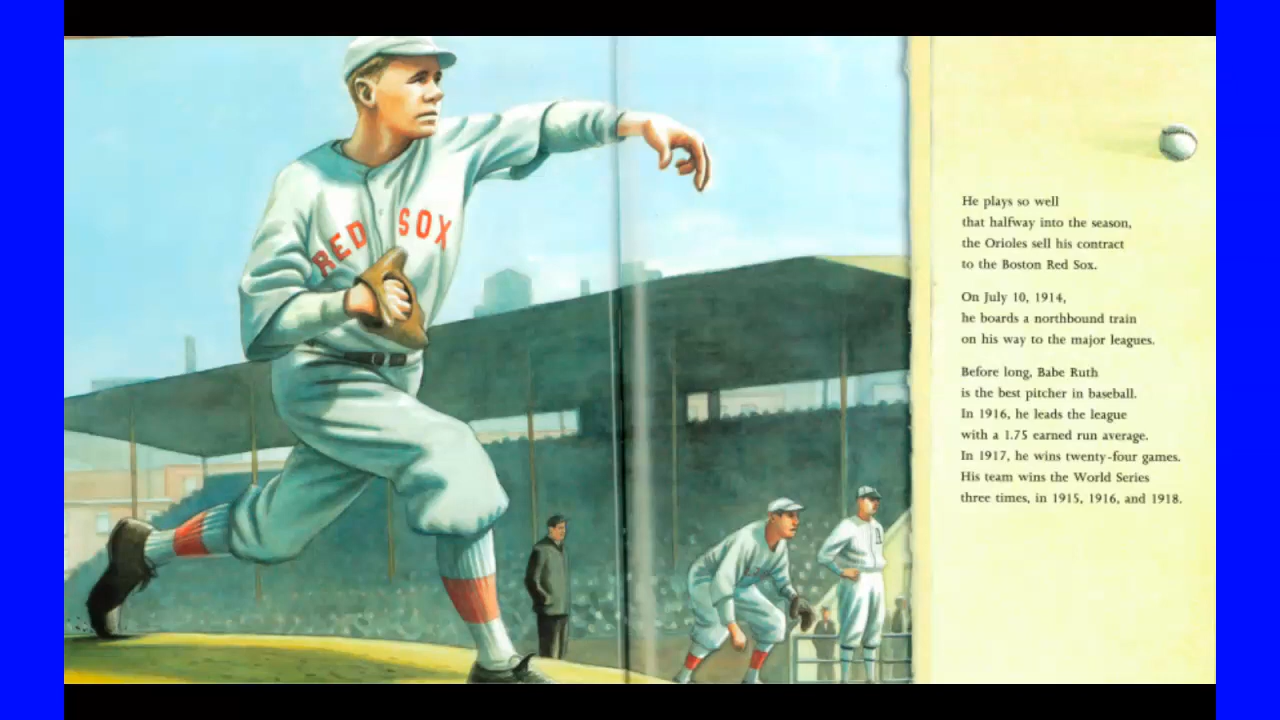 RED SOX
He plays so well
that halfway into the season,
the Orioles sell his contract
to the Boston Red Sox.
On July 10, 1914,
he boards a northbound train
on his way to the major leagues.
Before long, Babe Ruth
is the best pitcher in baseball.
In 1916, he leads the league
with a 1.75 earned run average.
In 1917, he wins twenty-four games.
His team wins the World Series
three times, in 1915, 1916, and 1918.
A